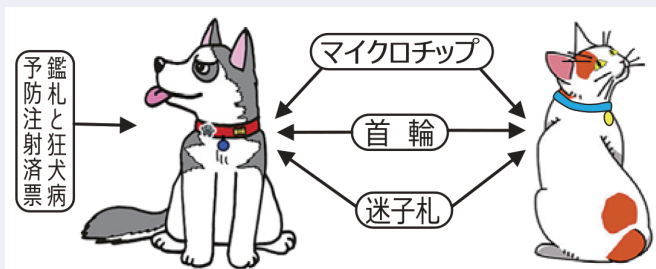 鑑札と狂犬病
予防注射済票
マイクロチップ
首輪
迷子札